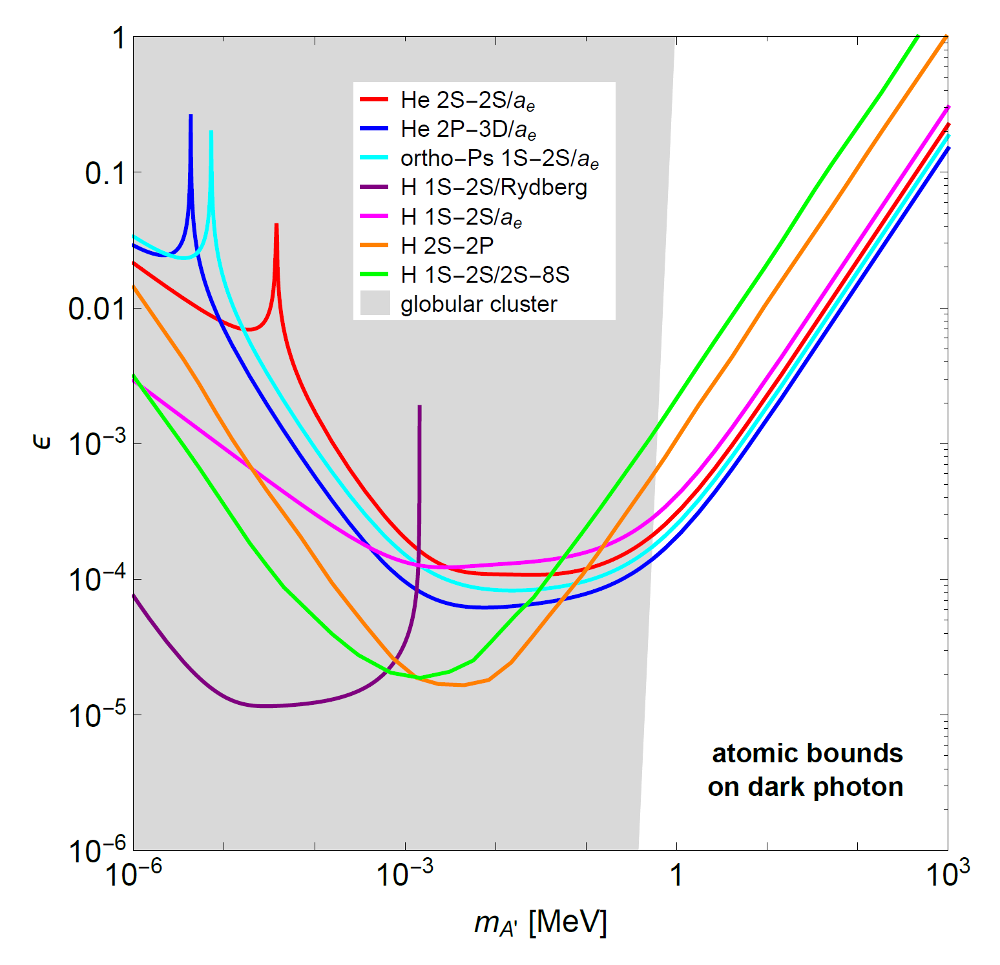 1
0.1
0.01
10⁻³
10⁻⁴
10⁻⁵
10⁻⁶
ϵ
He 2S−2S/aₑ
He 2P−3D/aₑ
ortho−Ps 1S−2S/aₑ
H 1S−2S/Rydberg
H 1S−2S/aₑ
H 2S−2P
H 1S−2S/2S−8S
globular cluster
atomic bounds
on dark photon
10⁻⁶ 10⁻³ 1 10³
m_A' [MeV]